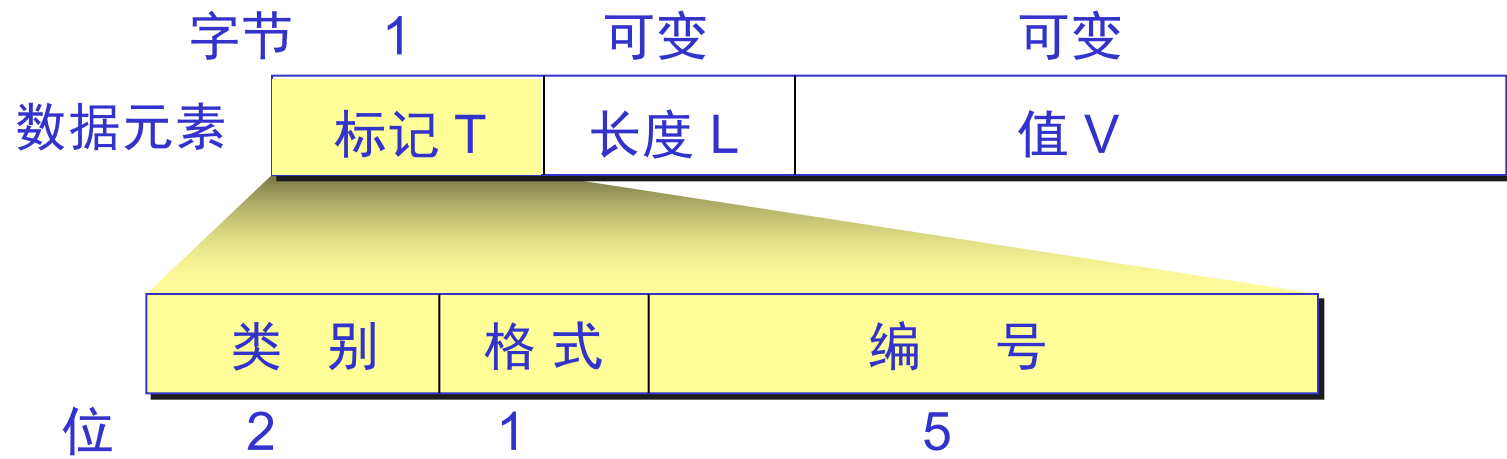 字节 1 可变 可变
数据元素 标记 T 长度 L 值 V
类 别 格 式 编 号
位 2 1 5